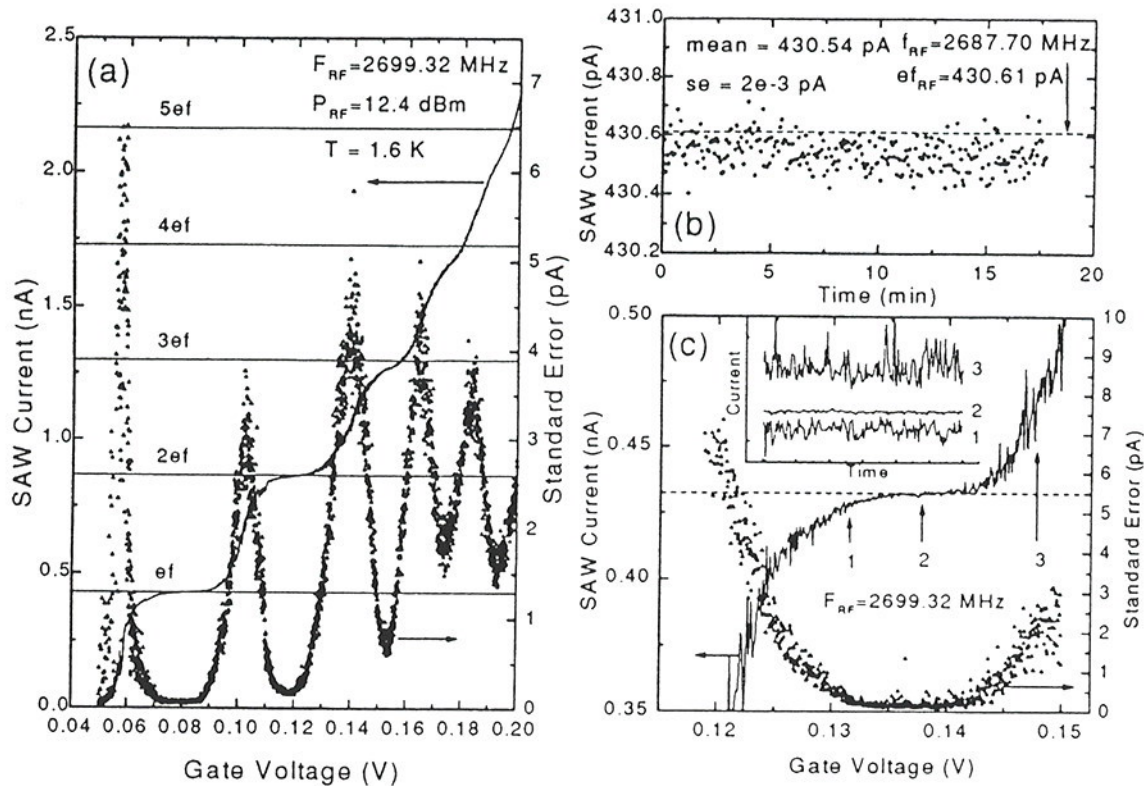 (a)
F_RF=2699.32 MHz
P_RF=12.4 dBm
T = 1.6 K
5ef
4ef
3ef
2ef
ef
2.5
2.0
1.5
1.0
0.5
0.0
SAW Current (nA)
7
6
5
4
3
2
1
0
Standard Error (pA)
0.04 0.06 0.08 0.10 0.12 0.14 0.16 0.18 0.20
Gate Voltage (V)
431.0
430.8
430.6
430.4
430.2
SAW Current (pA)
mean = 430.54 pA f_RF=2687.70 MHz
se = 2e-3 pA ef_RF=430.61 pA
(b)
0 5 10 15 20
Time (min)
(c)
0.50
0.45
0.40
0.35
SAW Current (nA)
Current
3
2
1
Time
1 2 3
F_RF=2699.32 MHz
10
9
8
7
6
5
4
3
2
1
0
Standard Error (pA)
0.12 0.13 0.14 0.15
Gate Voltage (V)